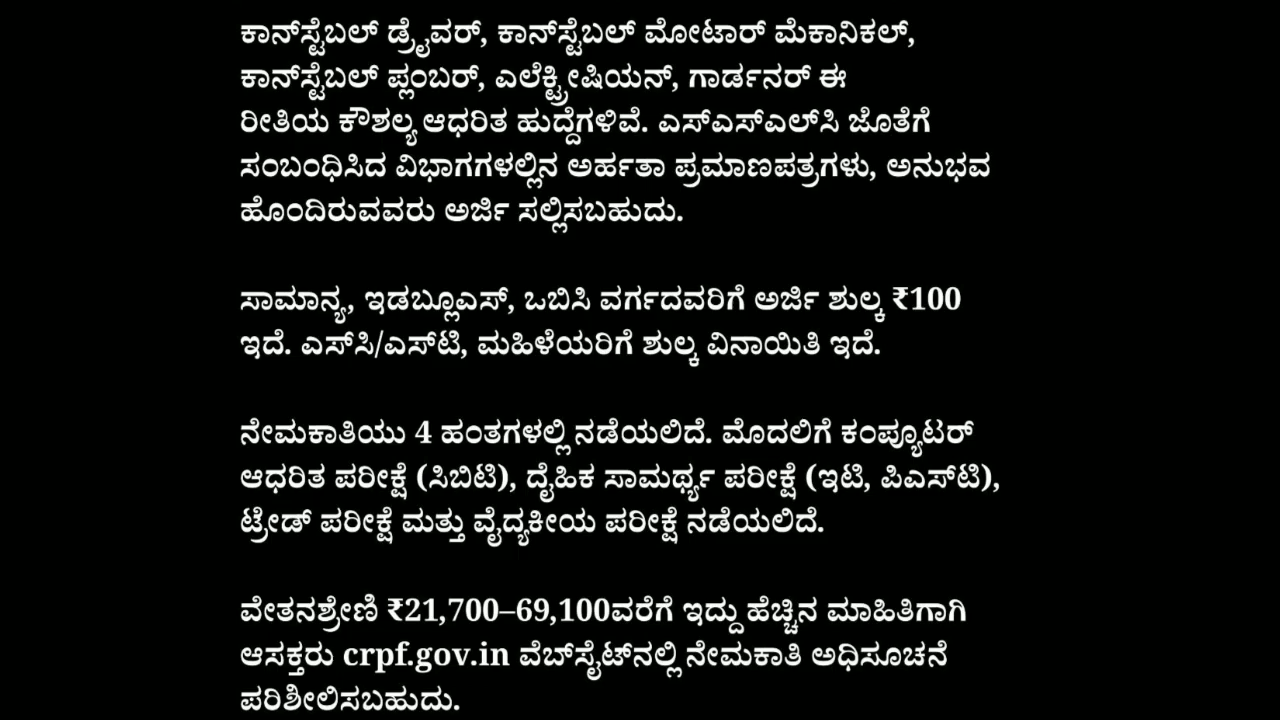 ಕಾನ್‌ಸ್ಟೆಬಲ್ ಡ್ರೈವರ್, ಕಾನ್‌ಸ್ಟೆಬಲ್ ಮೋಟಾರ್ ಮೆಕಾನಿಕಲ್,
ಕಾನ್‌ಸ್ಟೆಬಲ್ ಪ್ಲಂಬರ್, ಎಲೆಕ್ಟ್ರೀಷಿಯನ್, ಗಾರ್ಡನರ್ ಈ
ರೀತಿಯ ಕೌಶಲ್ಯ ಆಧರಿತ ಹುದ್ದೆಗಳಿವೆ. ಎಸ್‌ಎಸ್‌ಎಲ್‌ಸಿ ಜೊತೆಗೆ
ಸಂಬಂಧಿಸಿದ ವಿಭಾಗಗಳಲ್ಲಿನ ಅರ್ಹತಾ ಪ್ರಮಾಣಪತ್ರಗಳು, ಅನುಭವ
ಹೊಂದಿರುವವರು ಅರ್ಜಿ ಸಲ್ಲಿಸಬಹುದು.
ಸಾಮಾನ್ಯ, ಇಡಬ್ಲೂಎಸ್, ಒಬಿಸಿ ವರ್ಗದವರಿಗೆ ಅರ್ಜಿ ಶುಲ್ಕ ₹100
ಇದೆ. ಎಸ್‌ಸಿ/ಎಸ್‌ಟಿ, ಮಹಿಳೆಯರಿಗೆ ಶುಲ್ಕ ವಿನಾಯಿತಿ ಇದೆ.
ನೇಮಕಾತಿಯು 4 ಹಂತಗಳಲ್ಲಿ ನಡೆಯಲಿದೆ. ಮೊದಲಿಗೆ ಕಂಪ್ಯೂಟರ್
ಆಧರಿತ ಪರೀಕ್ಷೆ (ಸಿಬಿಟಿ), ದೈಹಿಕ ಸಾಮರ್ಥ್ಯ ಪರೀಕ್ಷೆ (ಇಟಿ, ಪಿಎಸ್‌ಟಿ),
ಟ್ರೇಡ್ ಪರೀಕ್ಷೆ ಮತ್ತು ವೈದ್ಯಕೀಯ ಪರೀಕ್ಷೆ ನಡೆಯಲಿದೆ.
ವೇತನಶ್ರೇಣಿ ₹21,700–69,100ವರೆಗೆ ಇದ್ದು ಹೆಚ್ಚಿನ ಮಾಹಿತಿಗಾಗಿ
ಆಸಕ್ತರು crpf.gov.in ವೆಬ್‌ಸೈಟ್‌ನಲ್ಲಿ ನೇಮಕಾತಿ ಅಧಿಸೂಚನೆ
ಪರಿಶೀಲಿಸಬಹುದು.